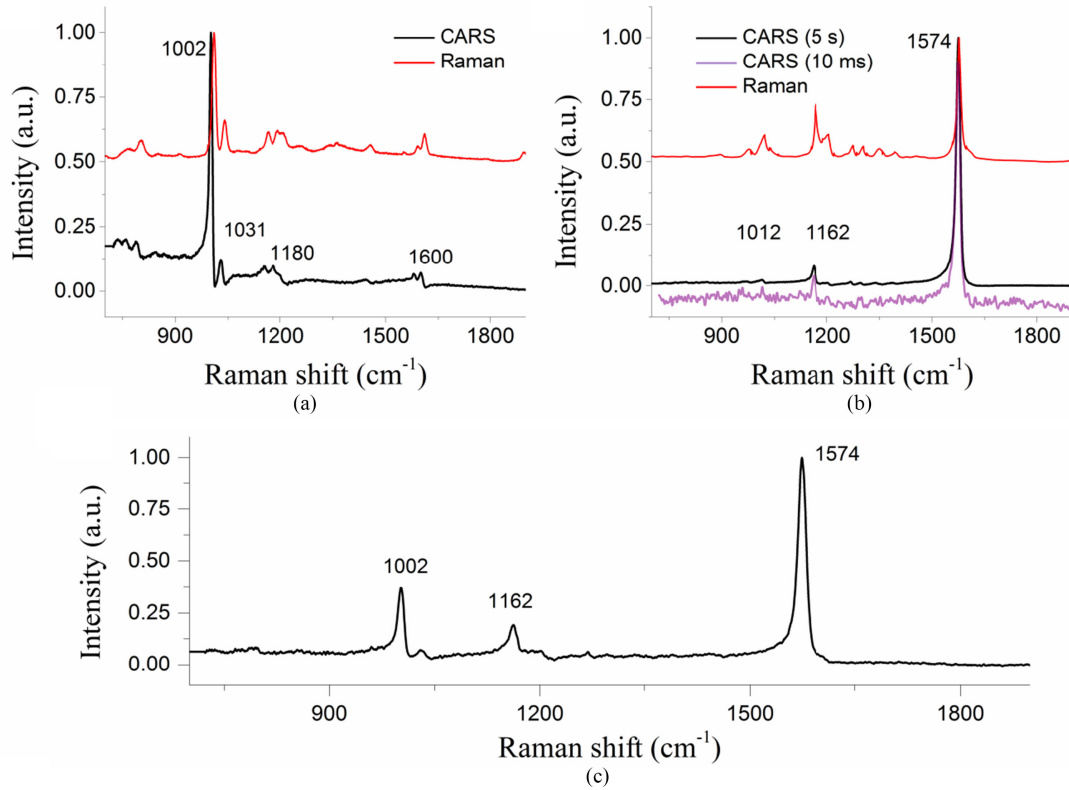 CARS
Raman
1002
1031
1180
1600
1.00
0.75
0.50
0.25
0.00
Intensity (a.u.)
900
1200
1500
1800
Raman shift (cm⁻¹)
(a)
CARS (5 s)
CARS (10 ms)
Raman
1574
1012
1162
1.00
0.75
0.50
0.25
0.00
Intensity (a.u.)
900
1200
1500
1800
Raman shift (cm⁻¹)
(b)
1574
1002
1162
1.00
0.75
0.50
0.25
0.00
Intensity (a.u.)
900
1200
1500
1800
Raman shift (cm⁻¹)
(c)